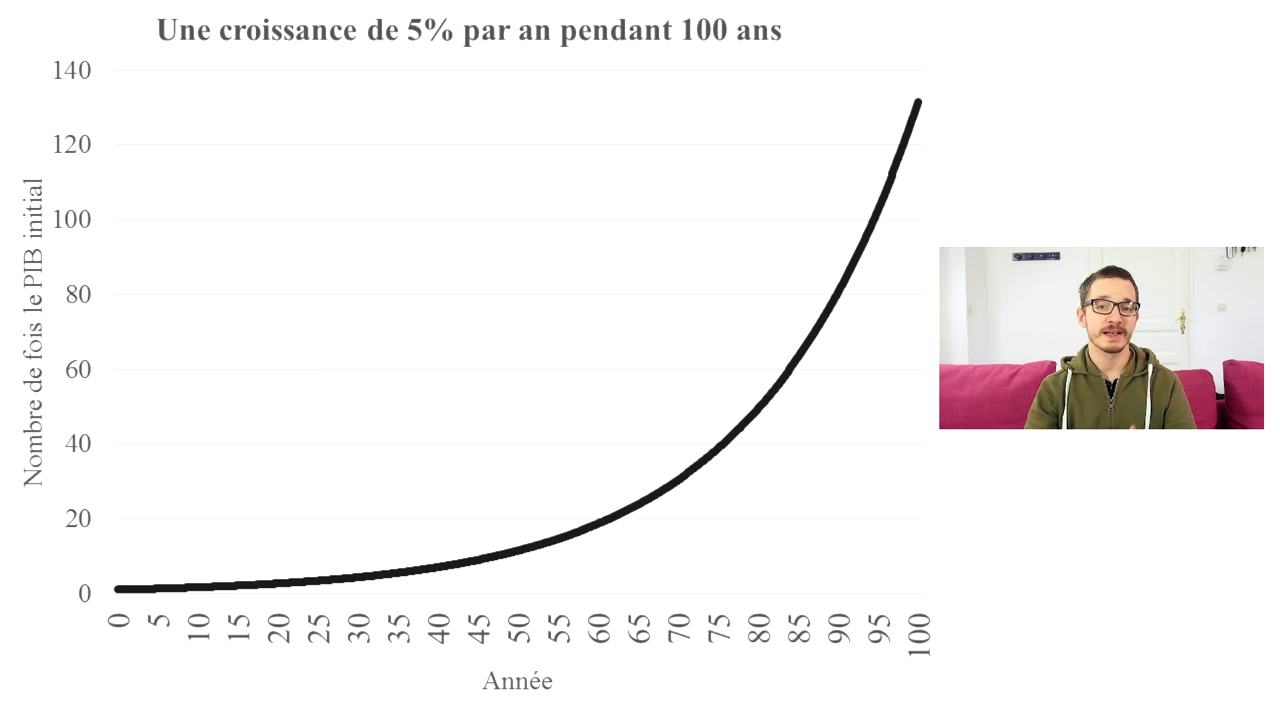 Une croissance de 5% par an pendant 100 ans
140
120
100
80
60
40
20
0
Nombre de fois le PIB initial
0 5 10 15 20 25 30 35 40 45 50 55 60 65 70 75 80 85 90 95 100
Année